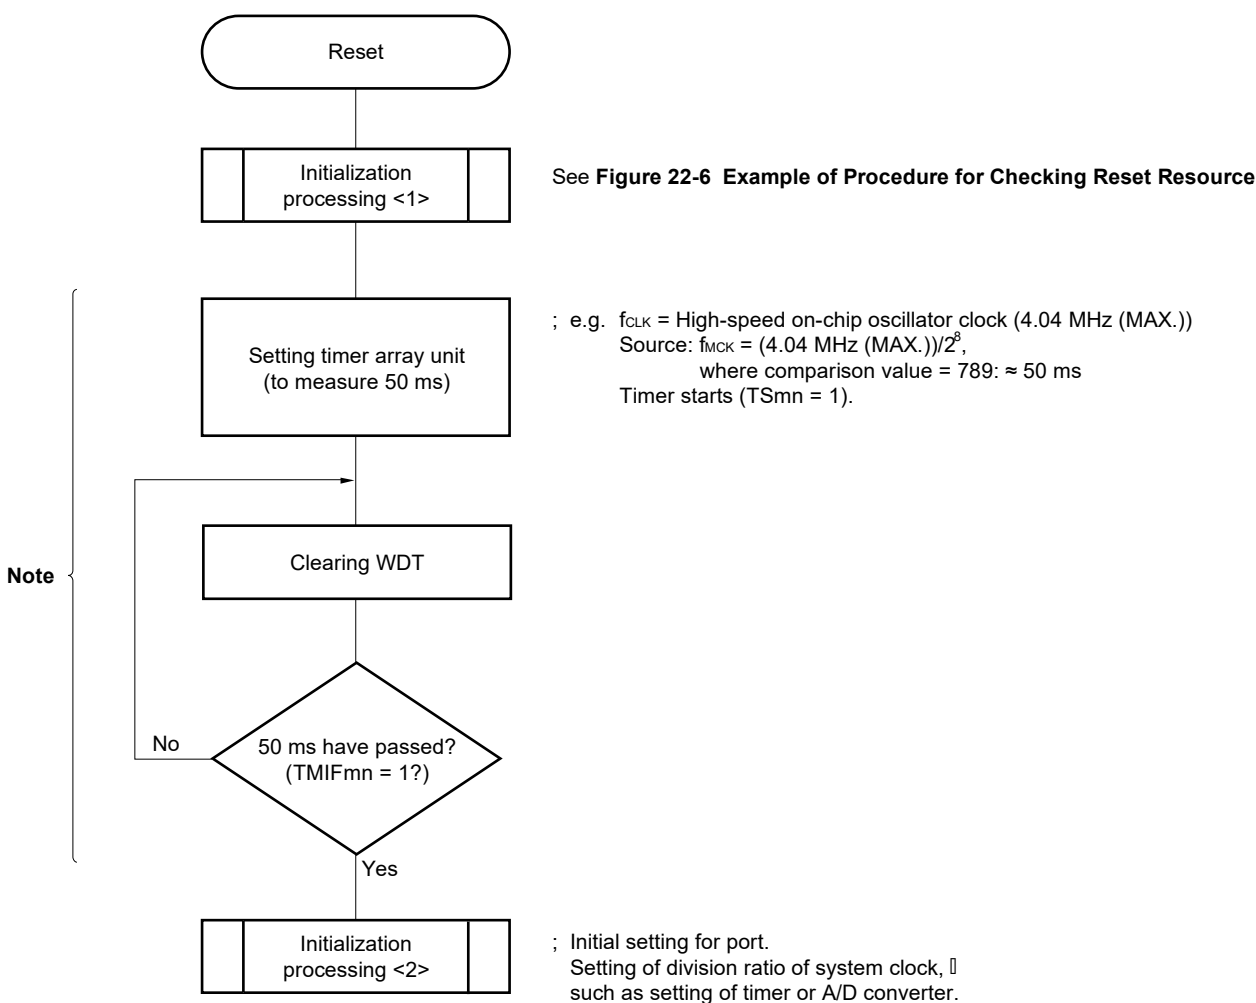 Reset
Initialization
processing <1>
See Figure 22-6 Example of Procedure for Checking Reset Resource
Setting timer array unit
(to measure 50 ms)
; e.g. fCLK = High-speed on-chip oscillator clock (4.04 MHz (MAX.))
Source: fMCK = (4.04 MHz (MAX.))/2⁸,
where comparison value = 789: ≈ 50 ms
Timer starts (TSmn = 1).
Clearing WDT
Note
No
50 ms have passed?
(TMIFmn = 1?)
Yes
Initialization
processing <2>
; Initial setting for port.
Setting of division ratio of system clock,
such as setting of timer or A/D converter.